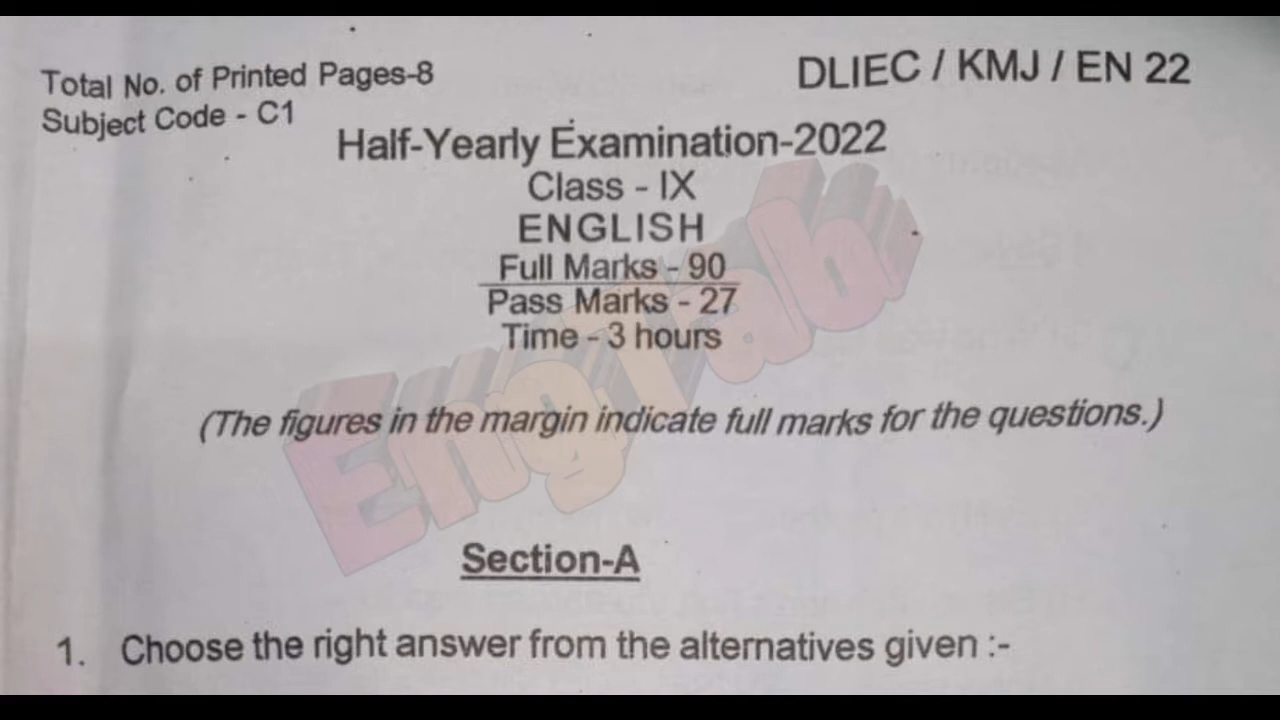 Total No. of Printed Pages-8
DLIEC / KMJ / EN 22
Subject Code - C1
Half-Yearly Examination-2022
Class - IX
ENGLISH
Full Marks - 90
Pass Marks - 27
Time - 3 hours
(The figures in the margin indicate full marks for the questions.)
EngTalk
Section-A
1. Choose the right answer from the alternatives given :-